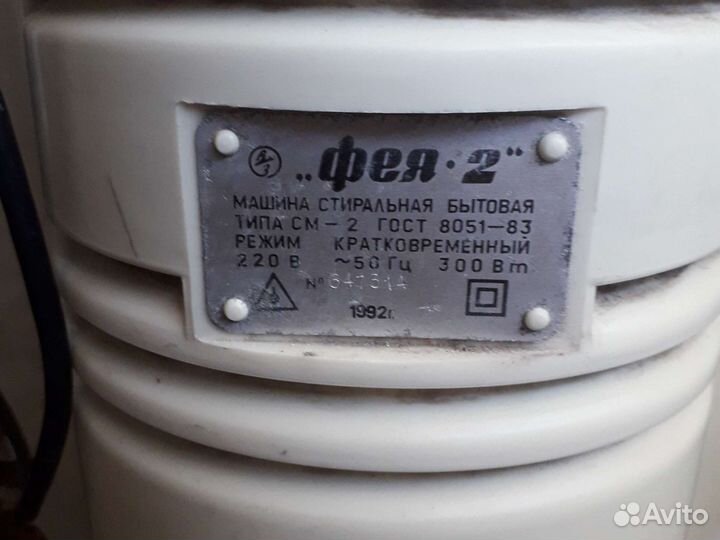 „фея·2"
МАШИНА СТИРАЛЬНАЯ БЫТОВАЯ
ТИПА СМ-2 ГОСТ 8051-83
РЕЖИМ КРАТКОВРЕМЕННЫЙ
220 В ~50 Гц 300 Вт
№
1992г.
Avito